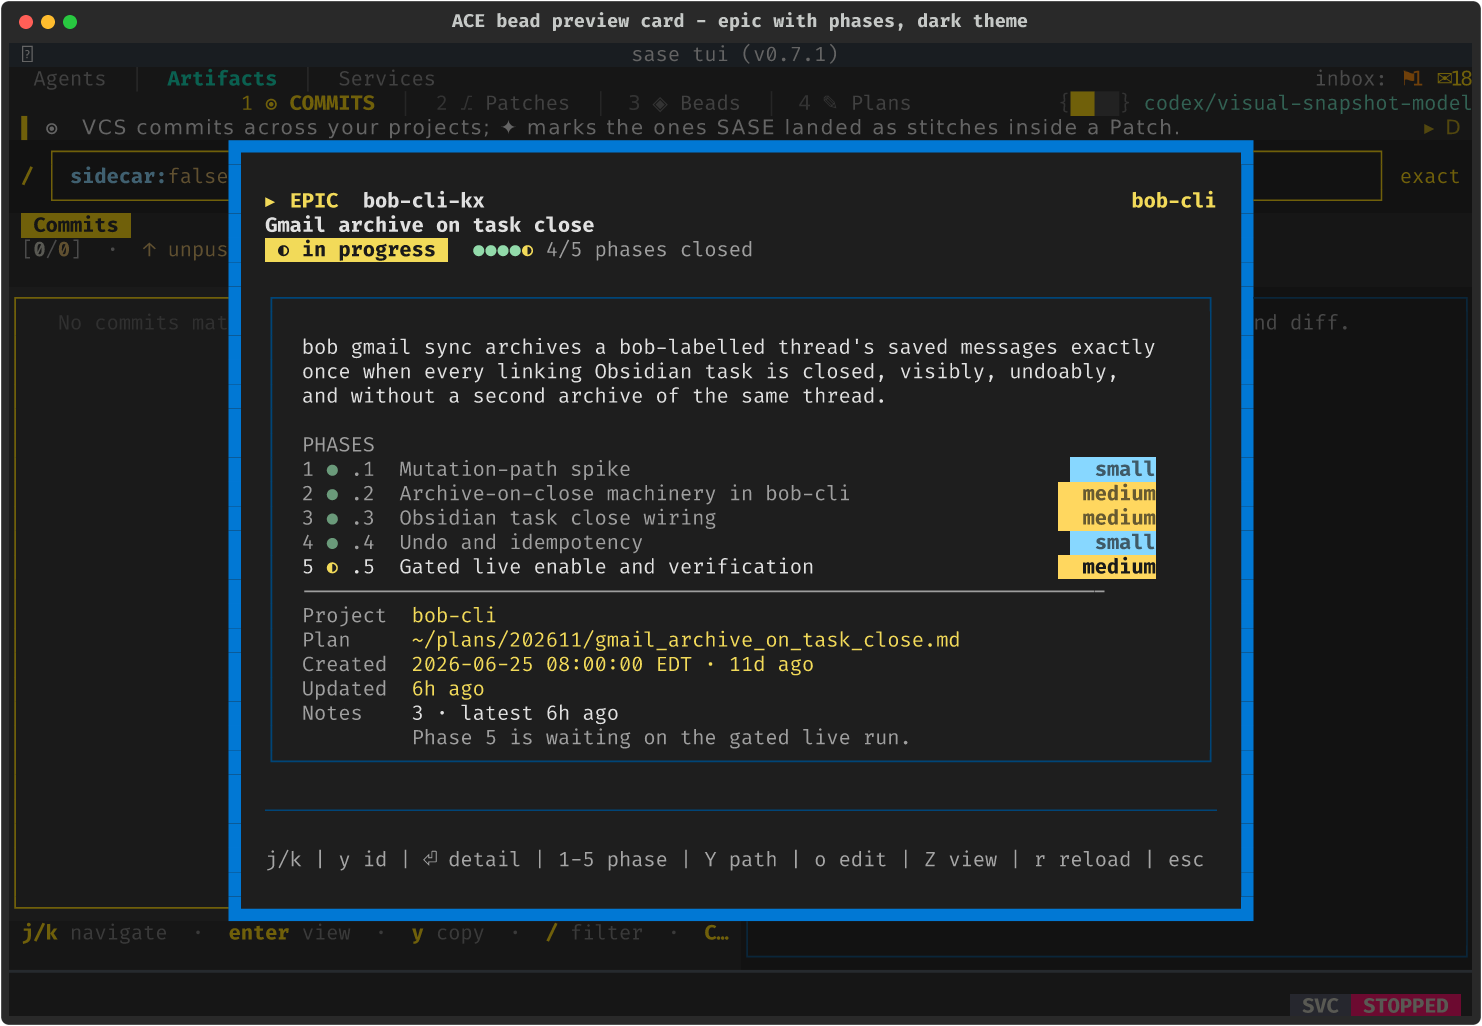 ACE bead preview card - epic with phases, dark theme
sase tui (v0.7.1)
Agents │ Artifacts │ Services inbox: ⚑1 ✉18
1 ◎ COMMITS │ 2 Patches │ 3 ◈ Beads │ 4 ✎ Plans { } codex/visual-snapshot-model
◎ VCS commits across your projects; ✦ marks the ones SASE landed as stitches inside a Patch. ▸ D
/ sidecar:false exact
Commits
[0/0] · ↑ unpus
No commits mat
nd diff.
▸ EPIC bob-cli-kx bob-cli
Gmail archive on task close
◐ in progress ●●●●◐ 4/5 phases closed
bob gmail sync archives a bob-labelled thread's saved messages exactly
once when every linking Obsidian task is closed, visibly, undoably,
and without a second archive of the same thread.
PHASES
1 ● .1 Mutation-path spike small
2 ● .2 Archive-on-close machinery in bob-cli medium
3 ● .3 Obsidian task close wiring medium
4 ● .4 Undo and idempotency small
5 ◐ .5 Gated live enable and verification medium
Project bob-cli
Plan ~/plans/202611/gmail_archive_on_task_close.md
Created 2026-06-25 08:00:00 EDT · 11d ago
Updated 6h ago
Notes 3 · latest 6h ago
Phase 5 is waiting on the gated live run.
j/k | y id | ⏎ detail | 1-5 phase | Y path | o edit | Z view | r reload | esc
j/k navigate · enter view · y copy · / filter · C…
SVC STOPPED